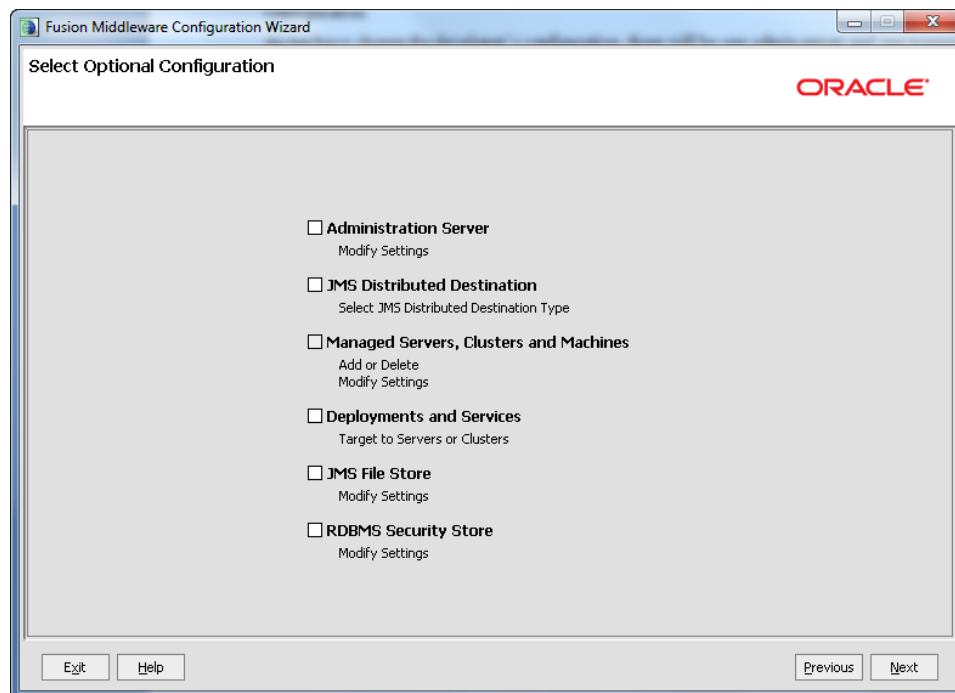 Fusion Middleware Configuration Wizard
Select Optional Configuration
ORACLE
Administration Server
Modify Settings
JMS Distributed Destination
Select JMS Distributed Destination Type
Managed Servers, Clusters and Machines
Add or Delete
Modify Settings
Deployments and Services
Target to Servers or Clusters
JMS File Store
Modify Settings
RDBMS Security Store
Modify Settings
Exit Help Previous Next